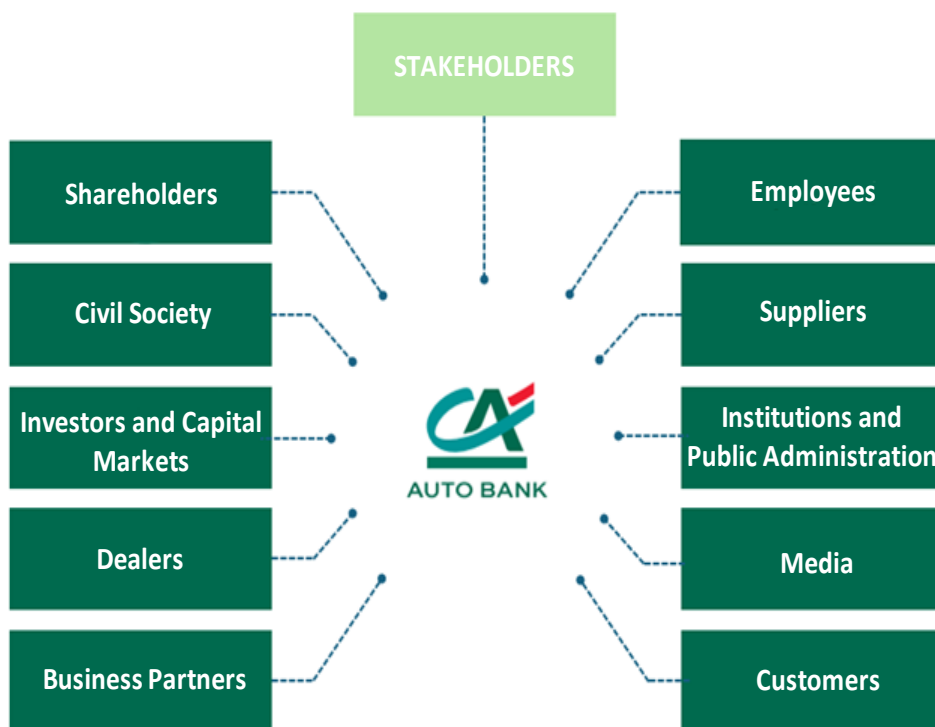 STAKEHOLDERS
Shareholders
Employees
Civil Society
Suppliers
Investors and Capital
Markets
Institutions and
Public Administration
CA
AUTO BANK
Dealers
Media
Business Partners
Customers